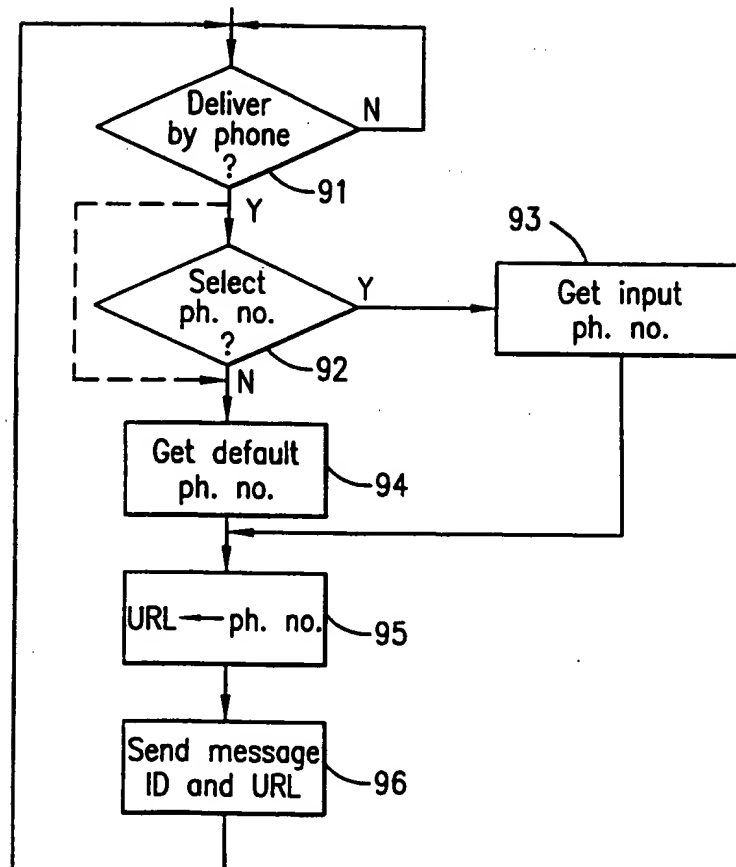 Deliver
by phone
?
N
91
Y
93
Select
ph. no.
?
Y
Get input
ph. no.
92
N
Get default
ph. no.
94
URL ← ph. no.
95
Send message
ID and URL
96